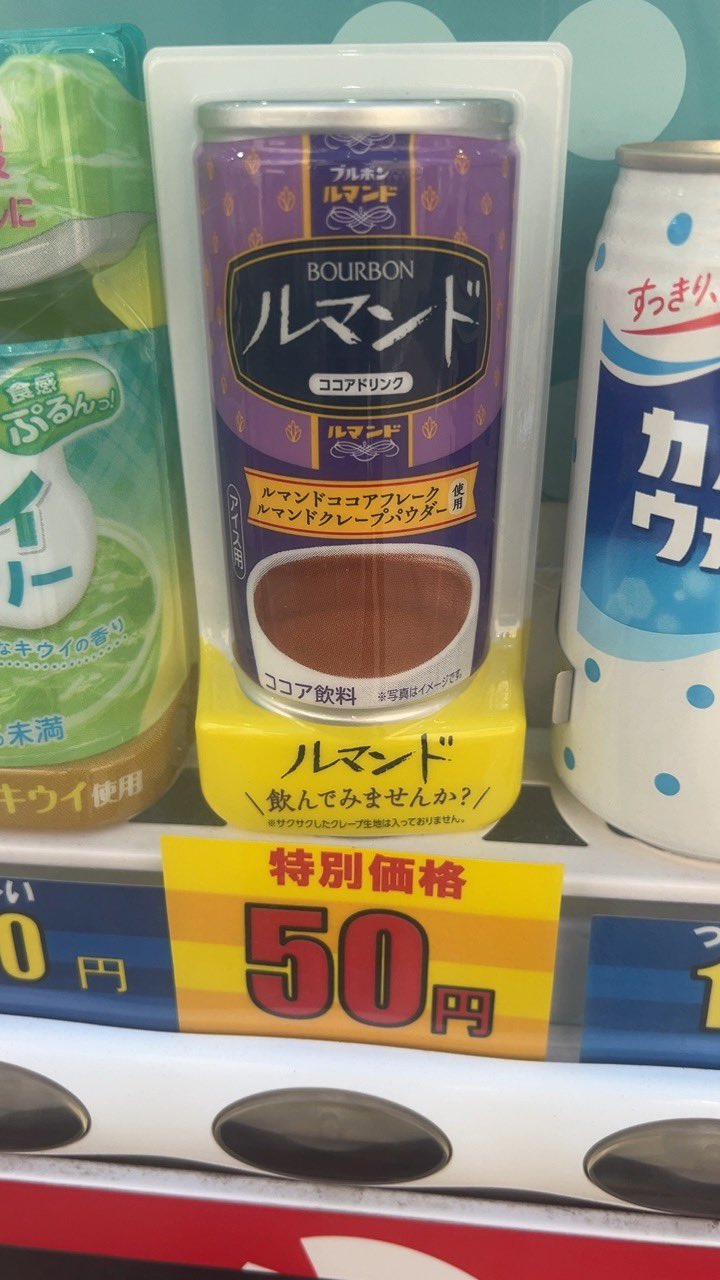 ブルボン
ルマンド
BOURBON
ルマンド
ココアドリンク
ルマンド
ルマンドココアフレーク
ルマンドクレープパウダー
使用
アイス用
ココア飲料
※写真はイメージです。
ルマンド
\飲んでみませんか?/
※サクサクしたクレープ生地は入っておりません。
特別価格
50円
食感
ぷるんっ!
キウイの香り
未満
キウイ使用
0円
すっきり、
カ
ウォ